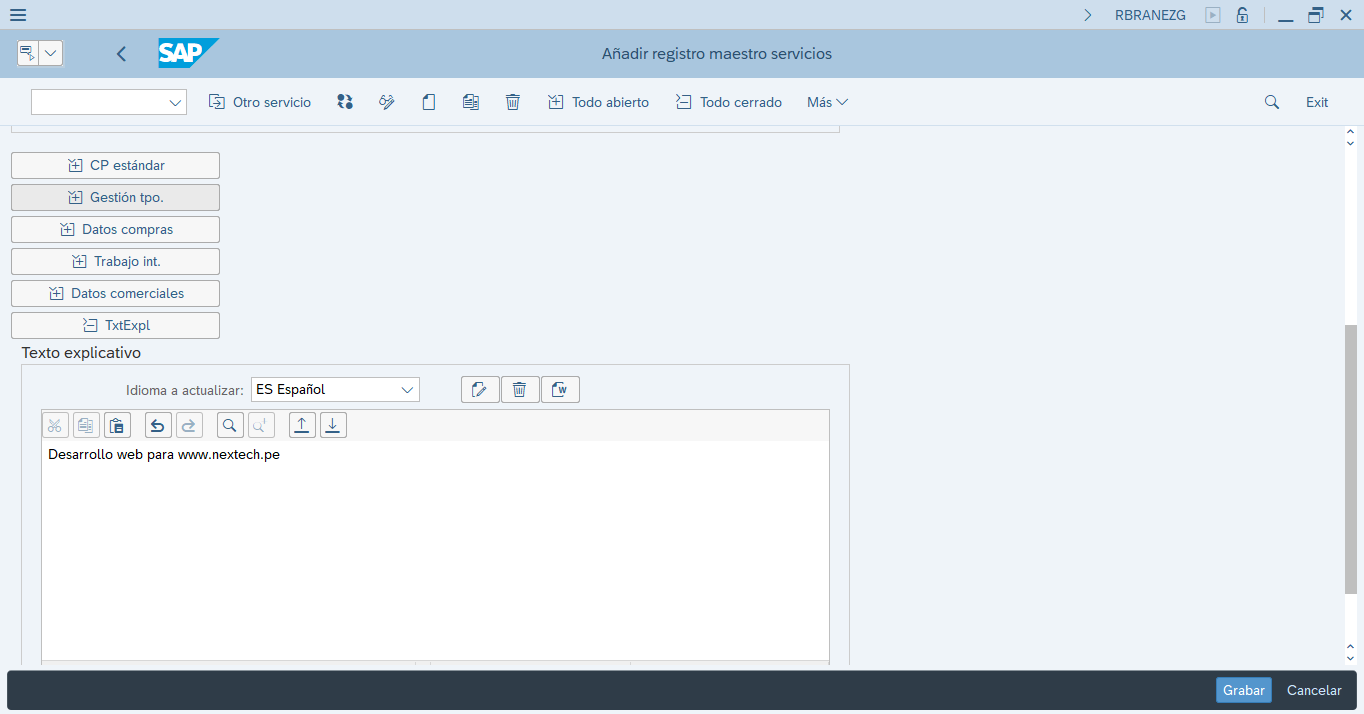 RBRANEZG
SAP
Añadir registro maestro servicios
Otro servicio
Todo abierto
Todo cerrado
Más
Exit
CP estándar
Gestión tpo.
Datos compras
Trabajo int.
Datos comerciales
TxtExpl
Texto explicativo
Idioma a actualizar: ES Español
W
Desarrollo web para www.nextech.pe
Grabar
Cancelar